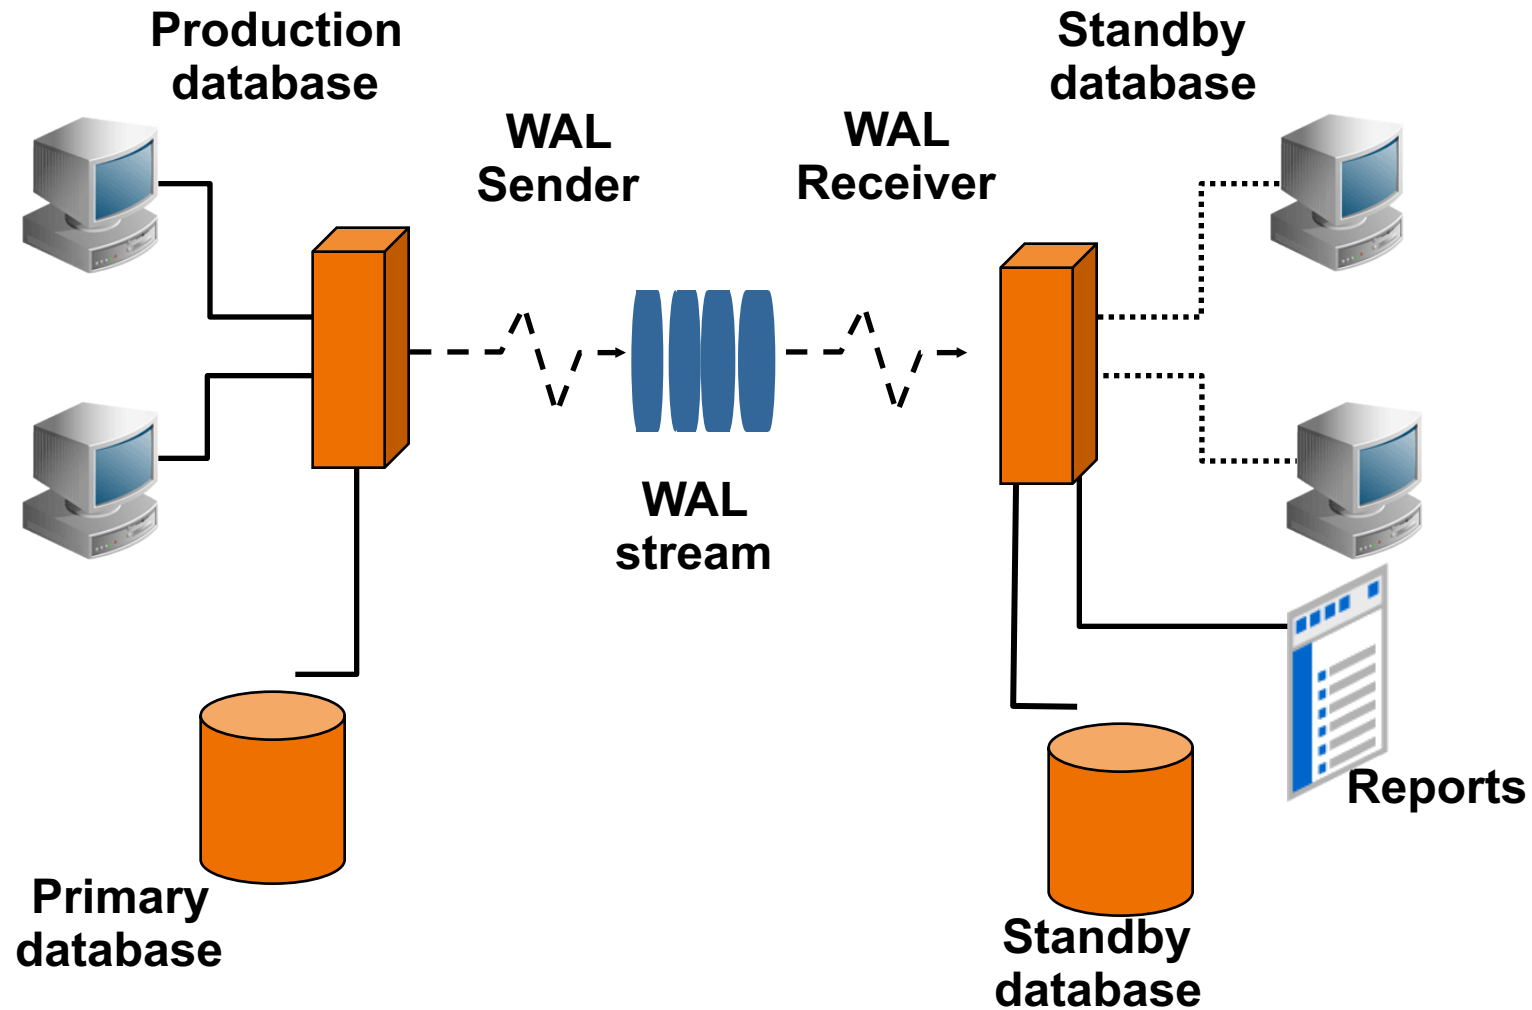 Production
database
Standby
database
WAL
Sender
WAL
Receiver
WAL
stream
Reports
Primary
database
Standby
database